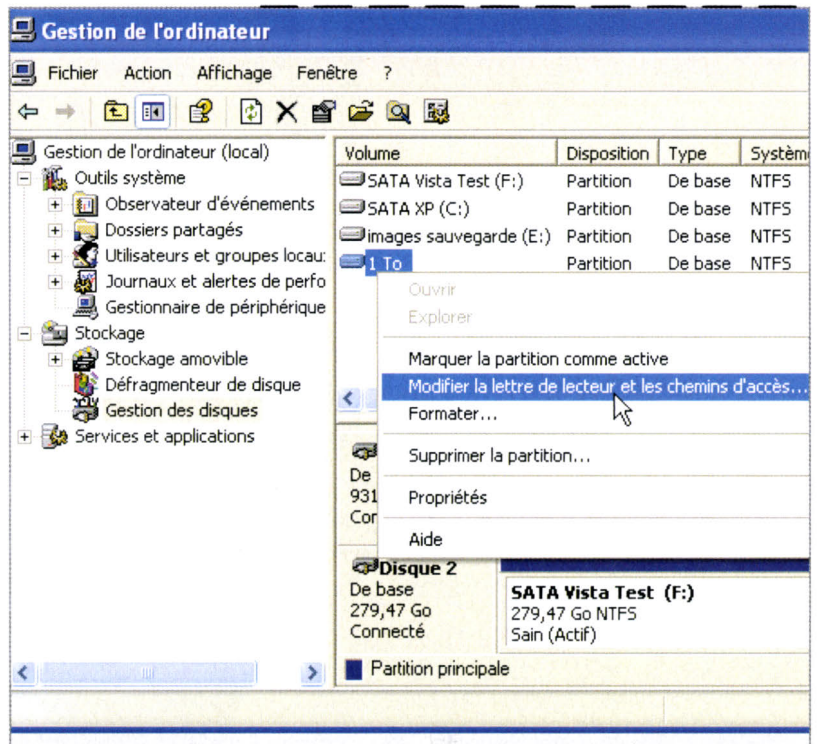 Gestion de l'ordinateur
Fichier Action Affichage Fenêtre ?
Gestion de l'ordinateur (local)
Outils système
Observateur d'événements
Dossiers partagés
Utilisateurs et groupes locau
Journaux et alertes de perfo
Gestionnaire de périphérique
Stockage
Stockage amovible
Défragmenteur de disque
Gestion des disques
Services et applications
Volume Disposition Type Systèm
SATA Vista Test (F:) Partition De base NTFS
SATA XP (C:) Partition De base NTFS
images sauvegarde (E:) Partition De base NTFS
1 To Partition De base NTFS
Ouvrir
Explorer
Marquer la partition comme active
Modifier la lettre de lecteur et les chemins d'accès...
Formater...
Supprimer la partition...
Propriétés
Aide
De
931
Cor
Disque 2
De base
279,47 Go
Connecté
SATA Vista Test (F:)
279,47 Go NTFS
Sain (Actif)
Partition principale